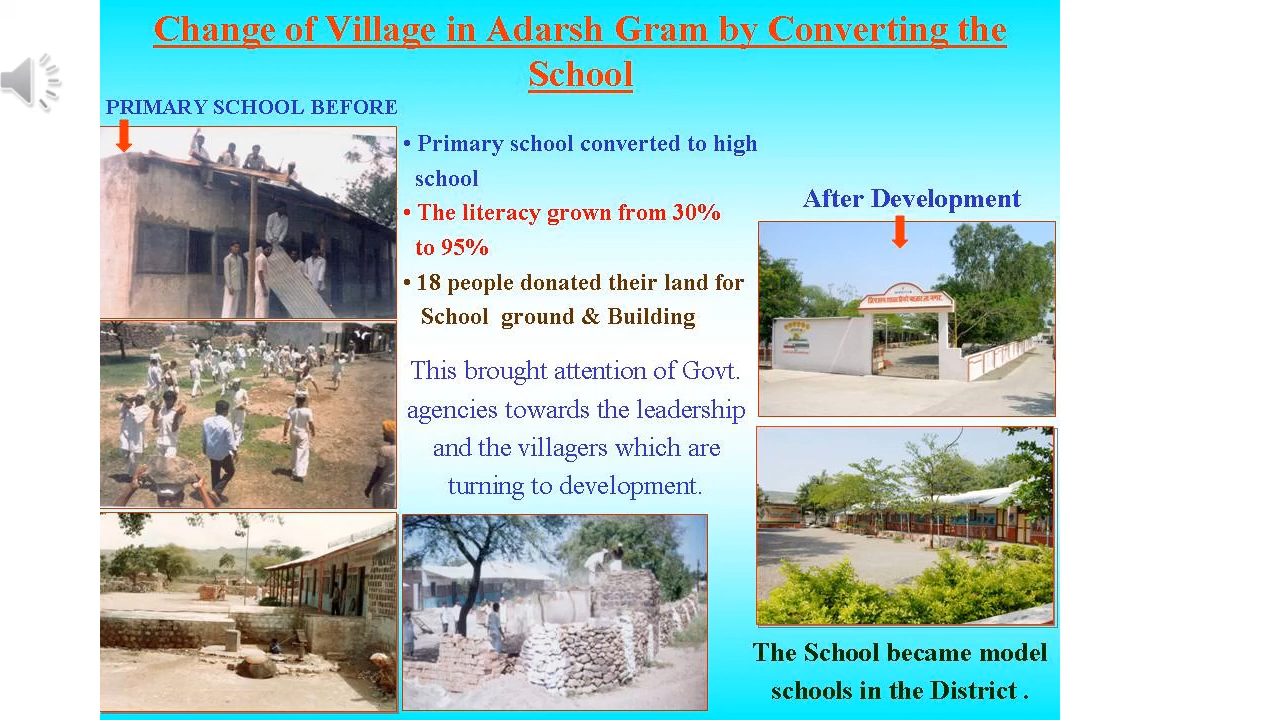 Change of Village in Adarsh Gram by Converting the
School
PRIMARY SCHOOL BEFORE
• Primary school converted to high
school
• The literacy grown from 30%
to 95%
• 18 people donated their land for
School ground & Building
This brought attention of Govt.
agencies towards the leadership
and the villagers which are
turning to development.
After Development
The School became model
schools in the District .